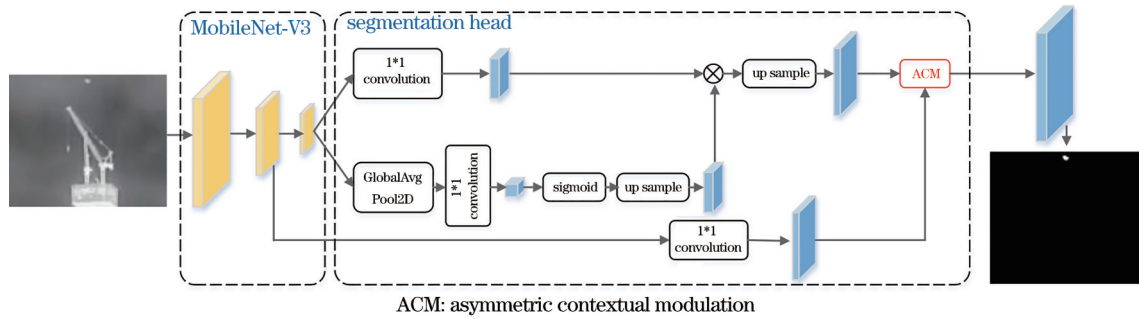 MobileNet-V3
segmentation head
1*1
convolution
up sample
ACM
GlobalAvg
Pool2D
1*1
convolution
sigmoid
up sample
1*1
convolution
ACM: asymmetric contextual modulation